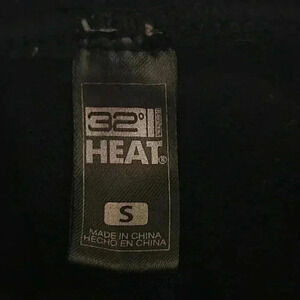 32°
HEAT®
S
MADE IN CHINA
HECHO EN CHINA